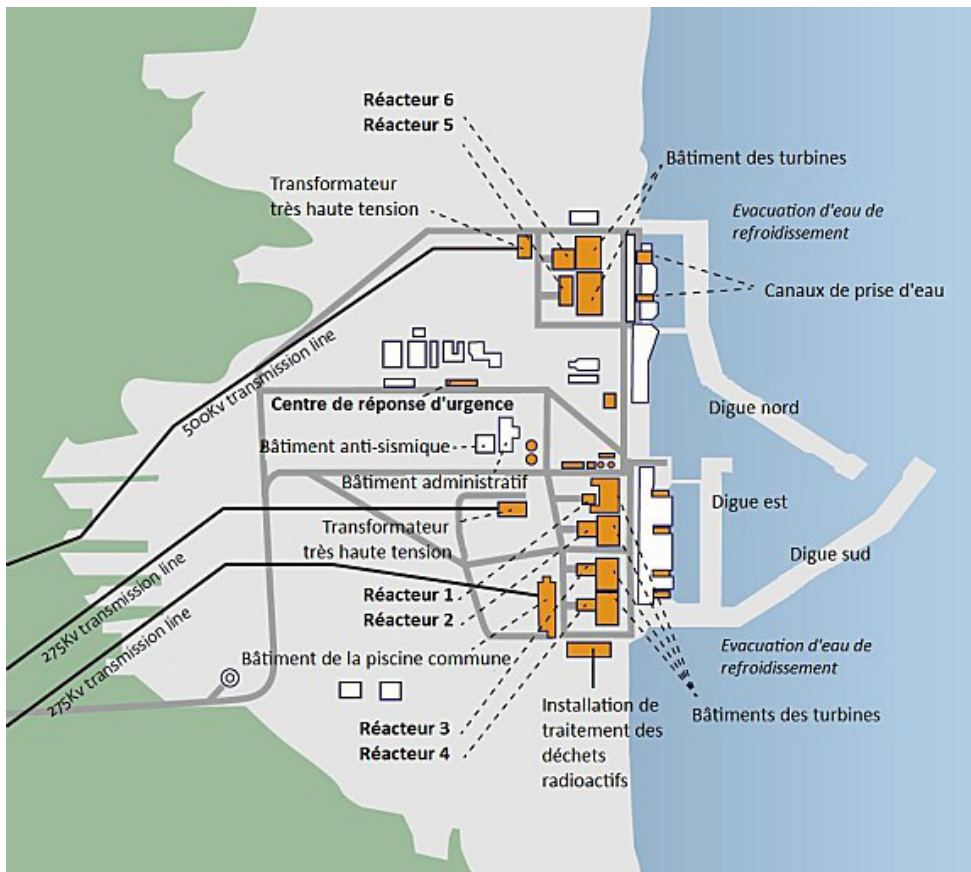 Réacteur 6
Réacteur 5
Bâtiment des turbines
Transformateur
très haute tension
Evacuation d'eau de
refroidissement
Canaux de prise d'eau
500Kv transmission line
Centre de réponse d'urgence
Digue nord
Bâtiment anti-sismique
Bâtiment administratif
Digue est
Transformateur
très haute tension
Digue sud
275Kv transmission line
Réacteur 1
Réacteur 2
275Kv transmission line
Bâtiment de la piscine commune
Evacuation d'eau de
refroidissement
Installation de
traitement des
déchets
radioactifs
Bâtiments des turbines
Réacteur 3
Réacteur 4